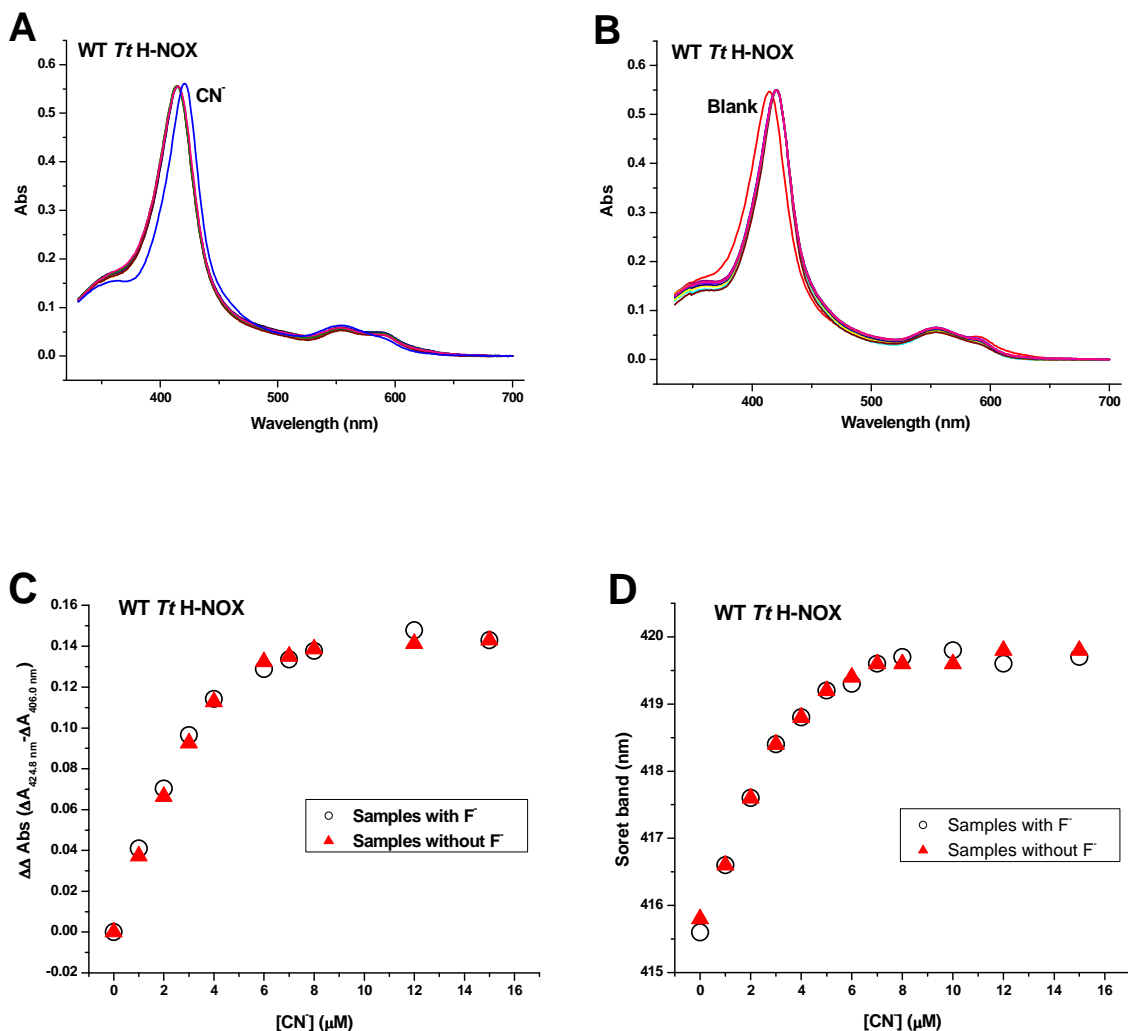 A
WT Tt H-NOX
CN⁻
0.6
0.5
0.4
0.3
0.2
0.1
0.0
Abs
400
500
600
700
Wavelength (nm)
B
WT Tt H-NOX
Blank
0.6
0.5
0.4
0.3
0.2
0.1
0.0
Abs
400
500
600
700
Wavelength (nm)
C
WT Tt H-NOX
0.16
0.14
0.12
0.10
0.08
0.06
0.04
0.02
0.00
-0.02
ΔΔ Abs (ΔA424.8 nm-ΔA406.0 nm)
Samples with F⁻
Samples without F⁻
0 2 4 6 8 10 12 14 16
[CN⁻] (μM)
D
WT Tt H-NOX
420
419
418
417
416
415
Soret band (nm)
Samples with F⁻
Samples without F⁻
0 2 4 6 8 10 12 14 16
[CN⁻] (μM)